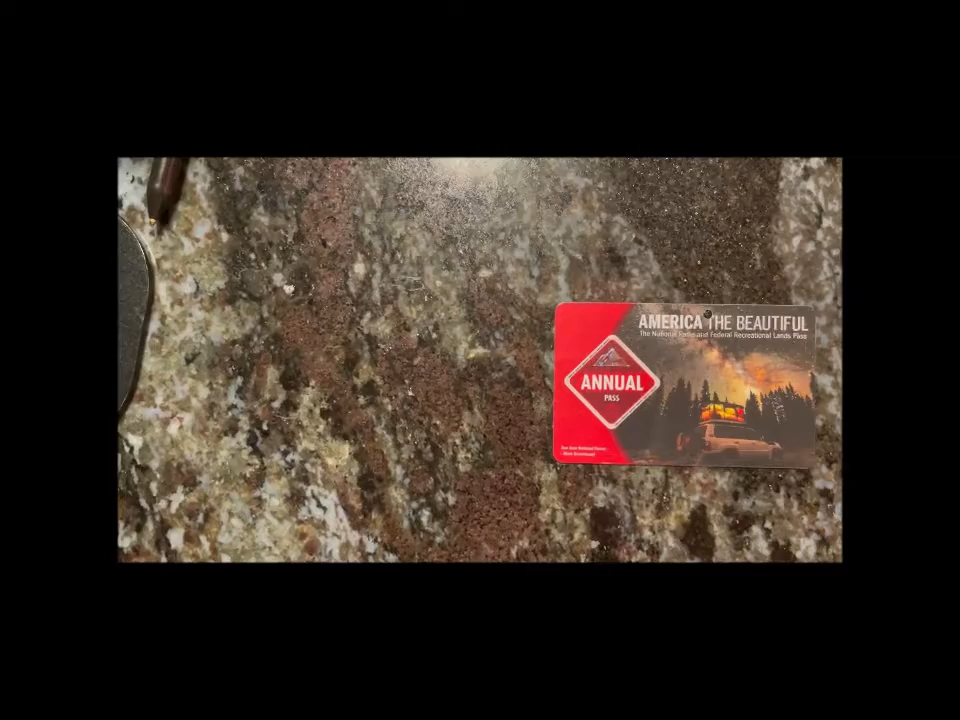 AMERICA THE BEAUTIFUL
The National Parks and Federal Recreational Lands Pass
ANNUAL
PASS